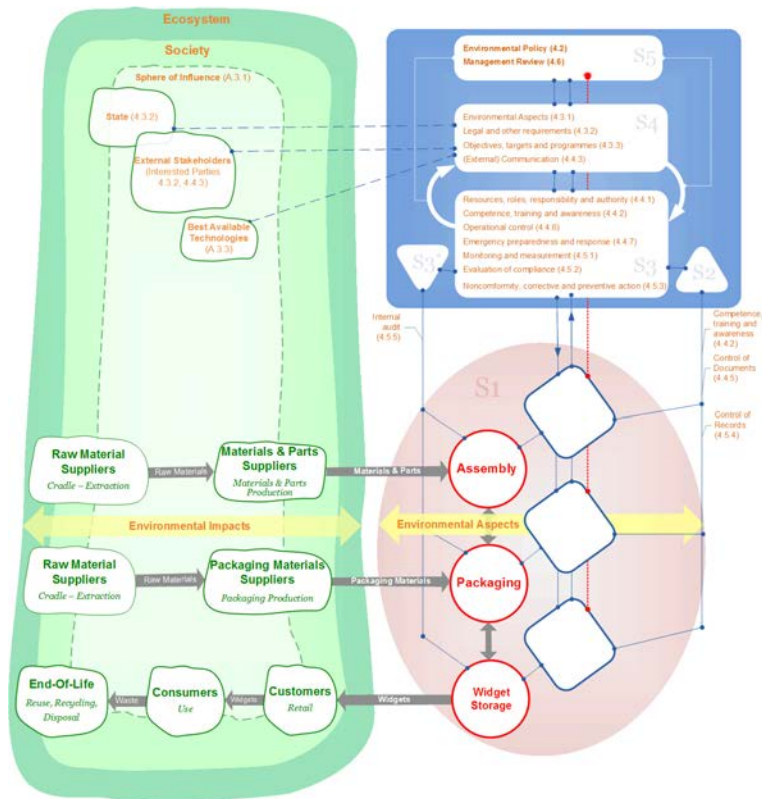 Ecosystem
Society
Sphere of Influence (A.3.1)
State (4.3.2)
External Stakeholders
(Interested Parties
4.3.2, 4.4.3)
Best Available
Technologies
(A.3.3)
Environmental Policy (4.2)
Management Review (4.6)
S5
Environmental Aspects (4.3.1)
Legal and other requirements (4.3.2)
Objectives, targets and programmes (4.3.3)
(External) Communication (4.4.3)
S4
Resources, roles, responsibility and authority (4.4.1)
Competence, training and awareness (4.4.2)
Operational control (4.4.6)
Emergency preparedness and response (4.4.7)
Monitoring and measurement (4.5.1)
Evaluation of compliance (4.5.2)
Nonconformity, corrective and preventive action (4.5.3)
S3
S3*
S2
Internal
audit
(4.5.5)
Competence,
training and
awareness
(4.4.2)
Control of
Documents
(4.4.5)
Control of
Records
(4.5.4)
S1
Raw Material
Suppliers
Cradle – Extraction
Raw Materials
Materials & Parts
Suppliers
Materials & Parts
Production
Materials & Parts
Assembly
Environmental Impacts
Environmental Aspects
Raw Material
Suppliers
Cradle – Extraction
Raw Materials
Packaging Materials
Suppliers
Packaging Production
Packaging Materials
Packaging
End-Of-Life
Reuse, Recycling,
Disposal
Waste
Consumers
Use
Widgets
Customers
Retail
Widgets
Widget
Storage